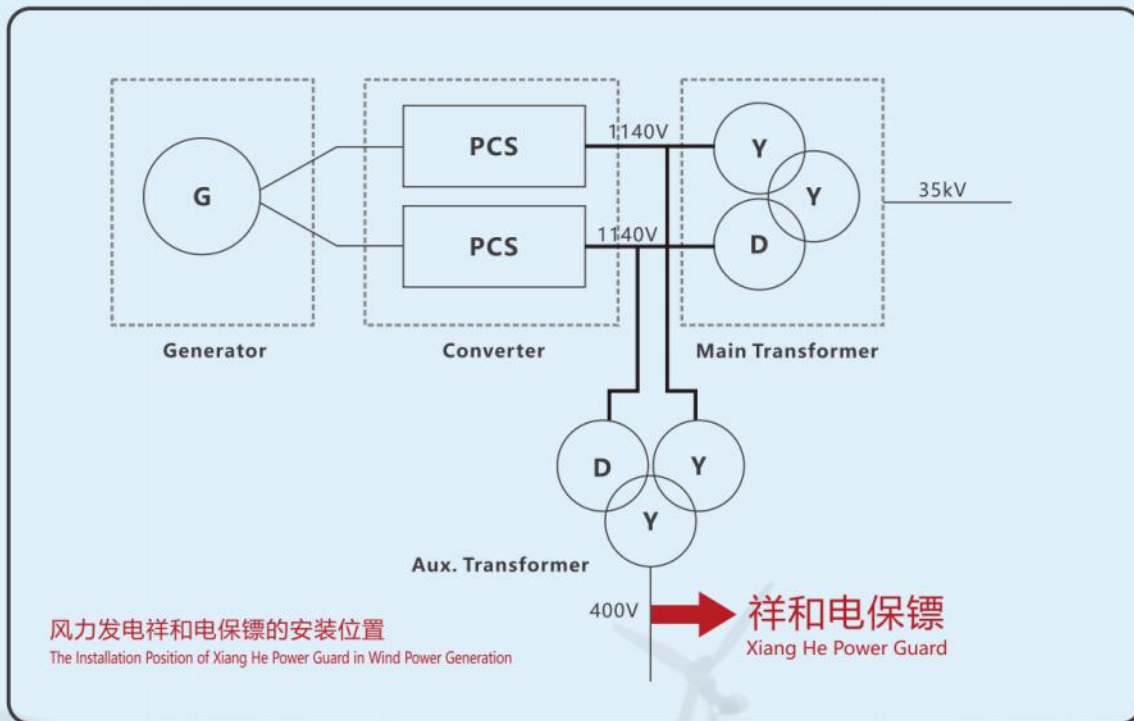 PCS
1140V
Y
G
Y
35kV
PCS
1140V
D
Generator
Converter
Main Transformer
D
Y
Y
Aux. Transformer
400V
祥和电保镖
Xiang He Power Guard
风力发电祥和电保镖的安装位置
The Installation Position of Xiang He Power Guard in Wind Power Generation